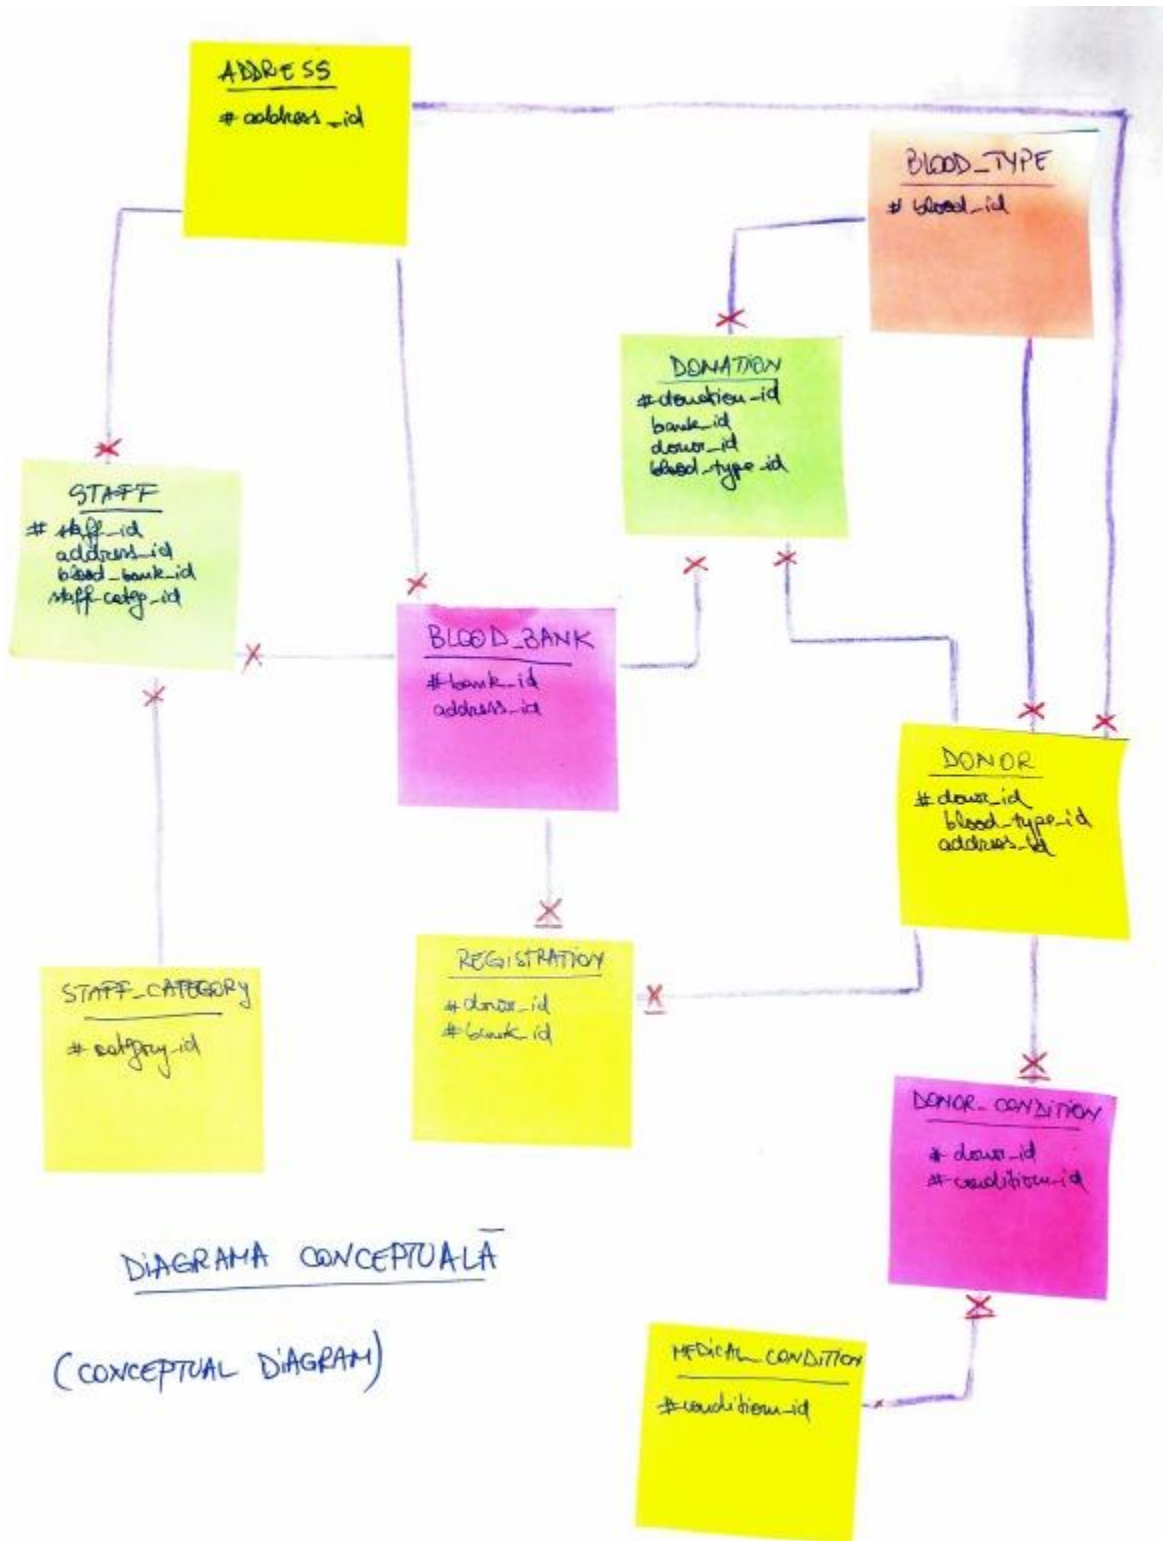 ADDRESS
# address_id
BLOOD_TYPE
# blood_id
DONATION
# donation_id
bank_id
donor_id
blood_type_id
STAFF
# staff_id
address_id
blood_bank_id
staff_categ_id
BLOOD_BANK
# bank_id
address_id
DONOR
# donor_id
blood_type_id
address_id
STAFF_CATEGORY
# category_id
REGISTRATION
# donor_id
# bank_id
DONOR_CONDITION
# donor_id
# condition_id
MEDICAL_CONDITION
# condition_id
DIAGRAMA CONCEPTUALĂ
(CONCEPTUAL DIAGRAM)